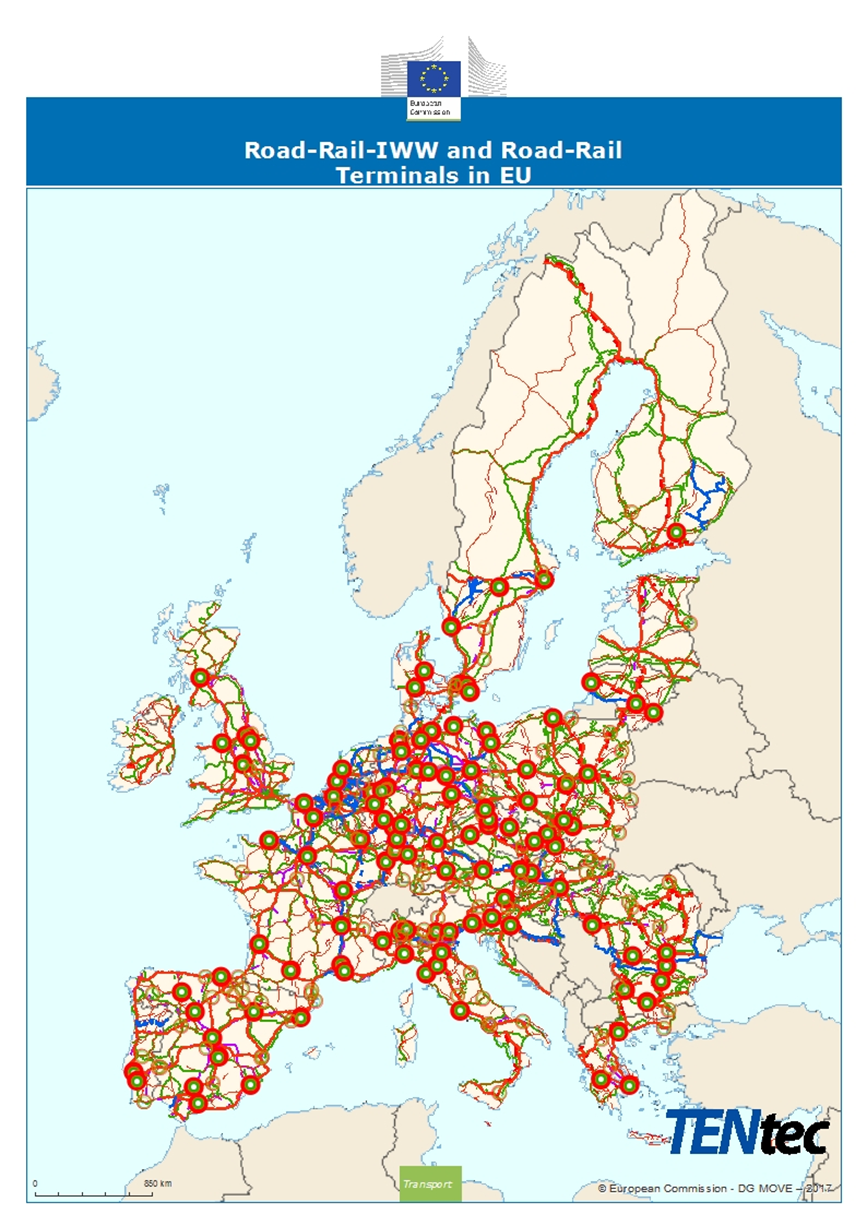 European
Commission
Road-Rail-IWW and Road-Rail
Terminals in EU
TENtec
0
850 km
Transport
© European Commission - DG MOVE – 2017